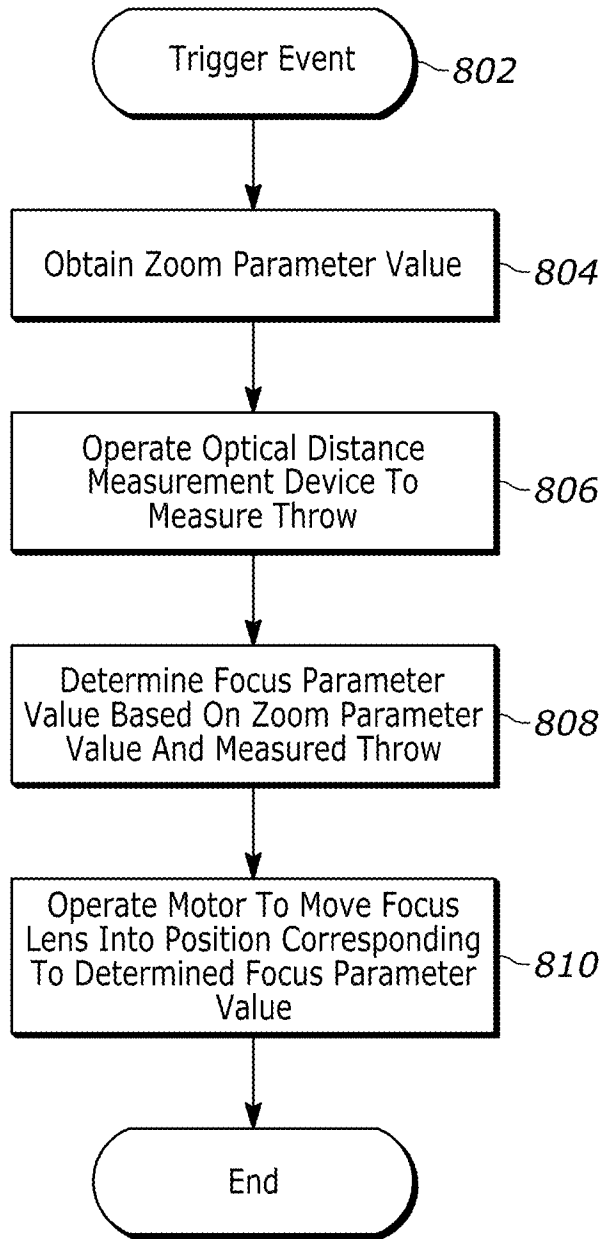 Trigger Event
802
Obtain Zoom Parameter Value
804
Operate Optical Distance
Measurement Device To
Measure Throw
806
Determine Focus Parameter
Value Based On Zoom Parameter
Value And Measured Throw
808
Operate Motor To Move Focus
Lens Into Position Corresponding
To Determined Focus Parameter
Value
810
End